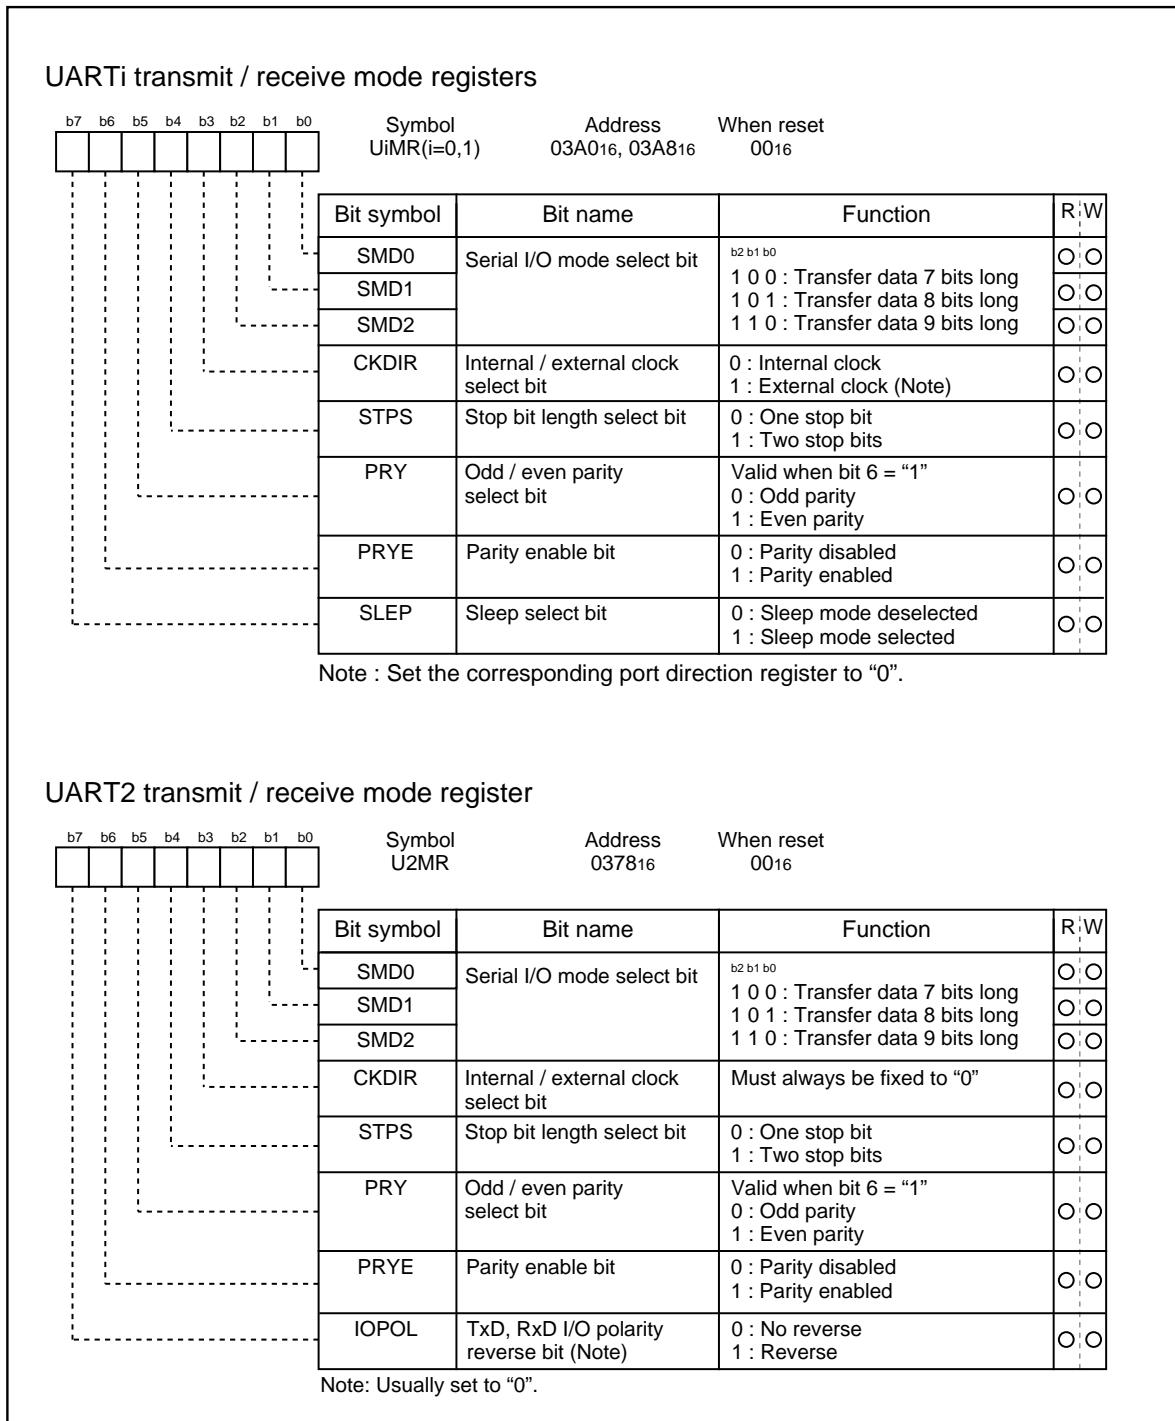 UARTi transmit / receive mode registers
b7 b6 b5 b4 b3 b2 b1 b0
Symbol Address When reset
UiMR(i=0,1) 03A016, 03A816 0016
Bit symbol Bit name Function R W
SMD0 Serial I/O mode select bit b2 b1 b0
1 0 0 : Transfer data 7 bits long
SMD1
1 0 1 : Transfer data 8 bits long
SMD2 1 1 0 : Transfer data 9 bits long
CKDIR Internal / external clock 0 : Internal clock
select bit 1 : External clock (Note)
STPS Stop bit length select bit 0 : One stop bit
1 : Two stop bits
PRY Odd / even parity Valid when bit 6 = “1”
select bit 0 : Odd parity
1 : Even parity
PRYE Parity enable bit 0 : Parity disabled
1 : Parity enabled
SLEP Sleep select bit 0 : Sleep mode deselected
1 : Sleep mode selected
Note : Set the corresponding port direction register to “0”.
UART2 transmit / receive mode register
b7 b6 b5 b4 b3 b2 b1 b0
Symbol Address When reset
U2MR 037816 0016
Bit symbol Bit name Function R W
SMD0 Serial I/O mode select bit b2 b1 b0
1 0 0 : Transfer data 7 bits long
SMD1
1 0 1 : Transfer data 8 bits long
SMD2 1 1 0 : Transfer data 9 bits long
CKDIR Internal / external clock Must always be fixed to “0”
select bit
STPS Stop bit length select bit 0 : One stop bit
1 : Two stop bits
PRY Odd / even parity Valid when bit 6 = “1”
select bit 0 : Odd parity
1 : Even parity
PRYE Parity enable bit 0 : Parity disabled
1 : Parity enabled
IOPOL TxD, RxD I/O polarity 0 : No reverse
reverse bit (Note) 1 : Reverse
Note: Usually set to “0”.